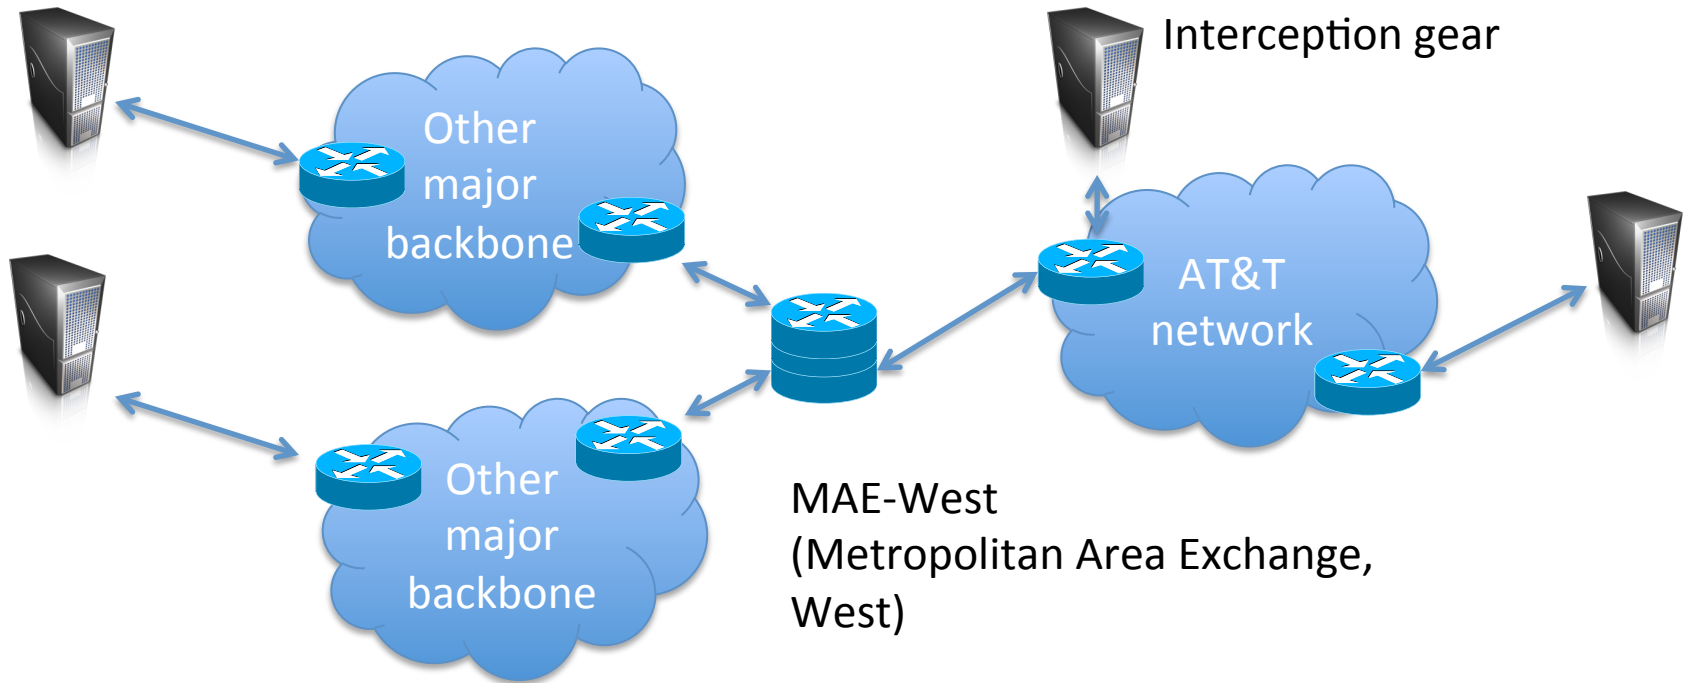 Interception gear
Other
major
backbone
AT&T
network
Other
major
backbone
MAE-West
(Metropolitan Area Exchange,
West)